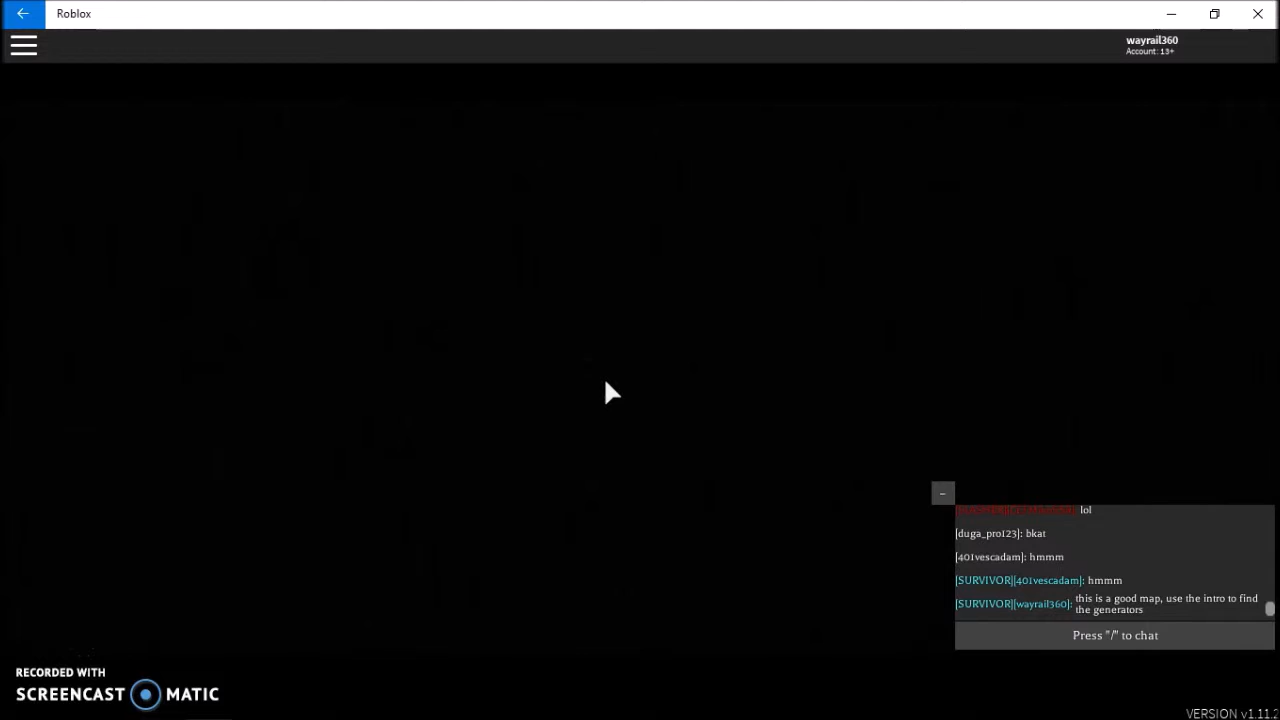 Roblox
wayrail360
Account: 13+
lol
[duga_pro123]: bkat
[401vescadam]: hmmm
[SURVIVOR][401vescadam]: hmmm
[SURVIVOR][wayrail360]: this is a good map, use the intro to find
the generators
Press "/" to chat
RECORDED WITH
SCREENCAST MATIC
VERSION v1.11.2